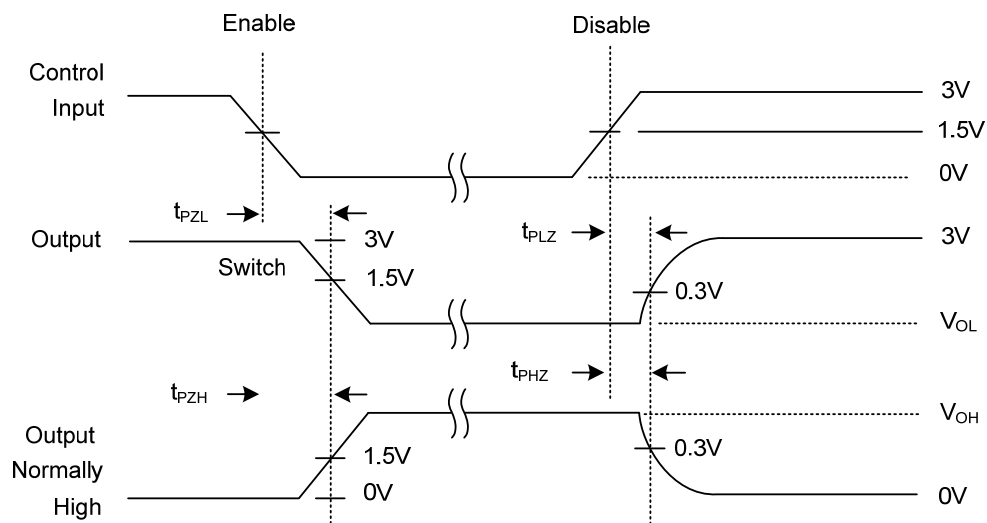 Enable Disable
Control
Input
3V
1.5V
0V
tPZL
Output
3V
Switch
1.5V
tPLZ
3V
0.3V
VOL
tPZH
tPHZ
VOH
Output
Normally
High
1.5V
0V
0.3V
0V